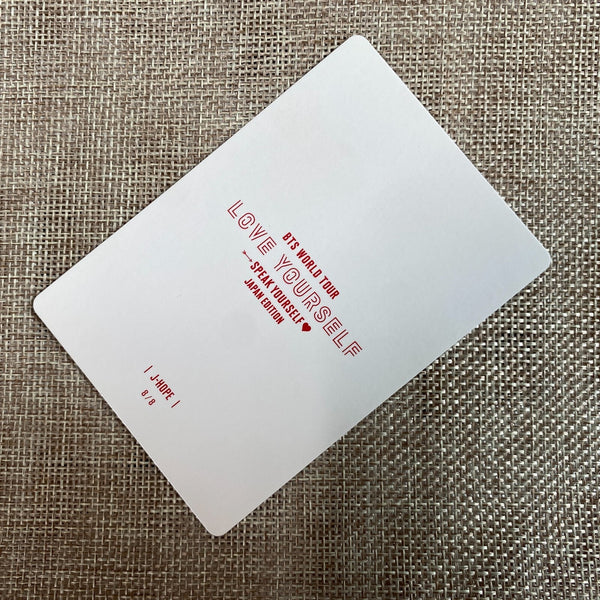 BTS WORLD TOUR
LOVE YOURSELF
SPEAK YOURSELF
JAPAN EDITION
| J-HOPE |
8/8